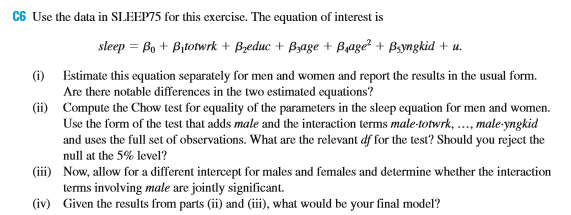 C6 Use the data in SLEEP75 for this exercise. The equation of interest is
sleep = β₀ + β₁totwrk + β₂educ + β₃age + β₄age² + β₅yngkid + u.
(i) Estimate this equation separately for men and women and report the results in the usual form.
Are there notable differences in the two estimated equations?
(ii) Compute the Chow test for equality of the parameters in the sleep equation for men and women.
Use the form of the test that adds male and the interaction terms male·totwrk, …, male·yngkid
and uses the full set of observations. What are the relevant df for the test? Should you reject the
null at the 5% level?
(iii) Now, allow for a different intercept for males and females and determine whether the interaction
terms involving male are jointly significant.
(iv) Given the results from parts (ii) and (iii), what would be your final model?